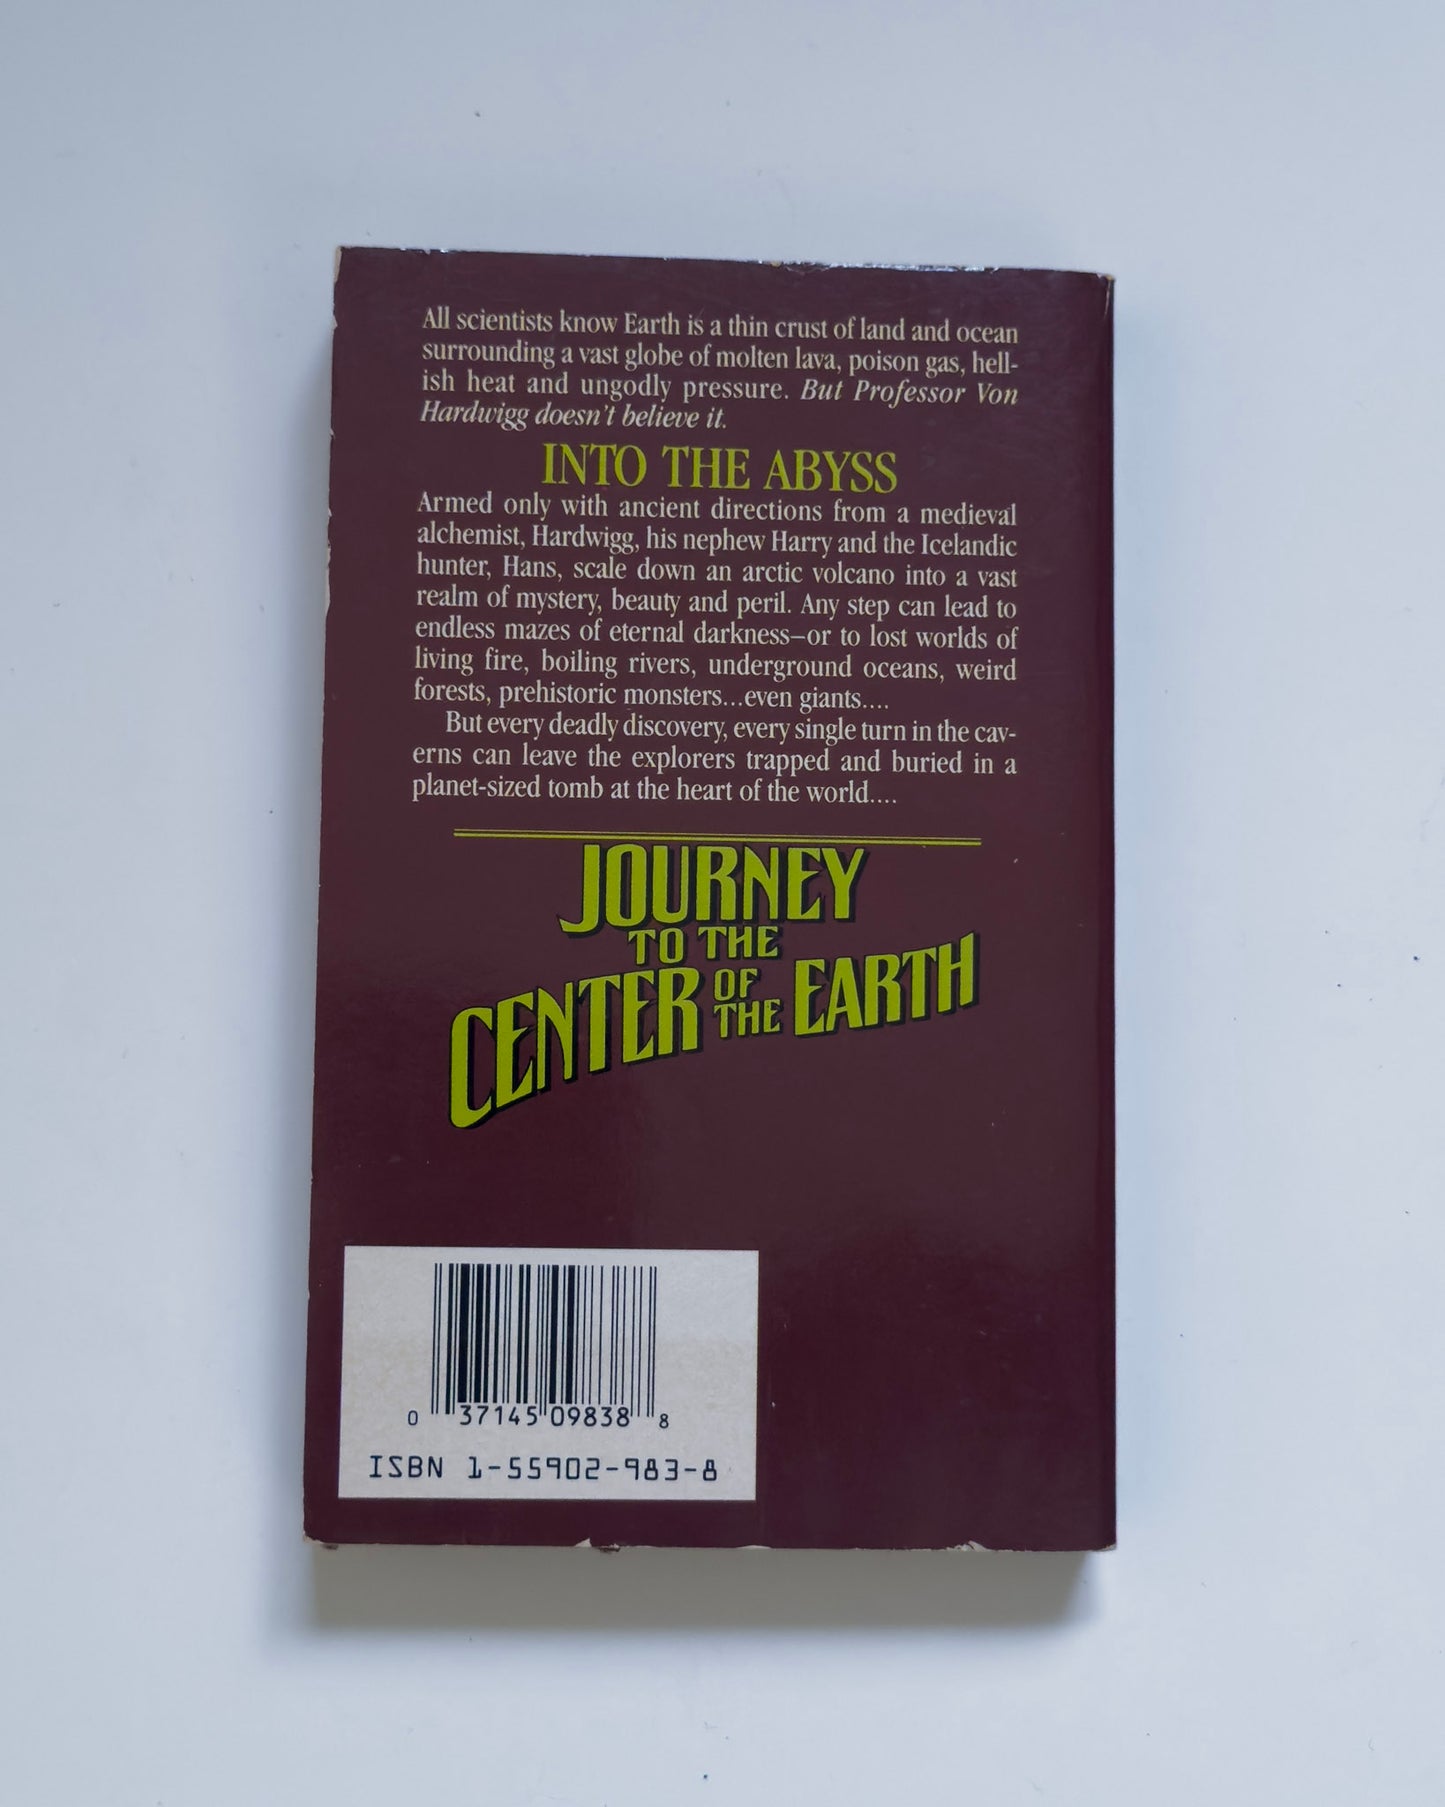 All scientists know Earth is a thin crust of land and ocean
surrounding a vast globe of molten lava, poison gas, hell-
ish heat and ungodly pressure. But Professor Von
Hardwigg doesn't believe it.
INTO THE ABYSS
Armed only with ancient directions from a medieval
alchemist, Hardwigg, his nephew Harry and the Icelandic
hunter, Hans, scale down an arctic volcano into a vast
realm of mystery, beauty and peril. Any step can lead to
endless mazes of eternal darkness—or to lost worlds of
living fire, boiling rivers, underground oceans, weird
forests, prehistoric monsters...even giants....
But every deadly discovery, every single turn in the cav-
erns can leave the explorers trapped and buried in a
planet-sized tomb at the heart of the world....
JOURNEY
TO THE
CENTER OF THE EARTH
0 37145 09838 8
ISBN 1-55902-983-8